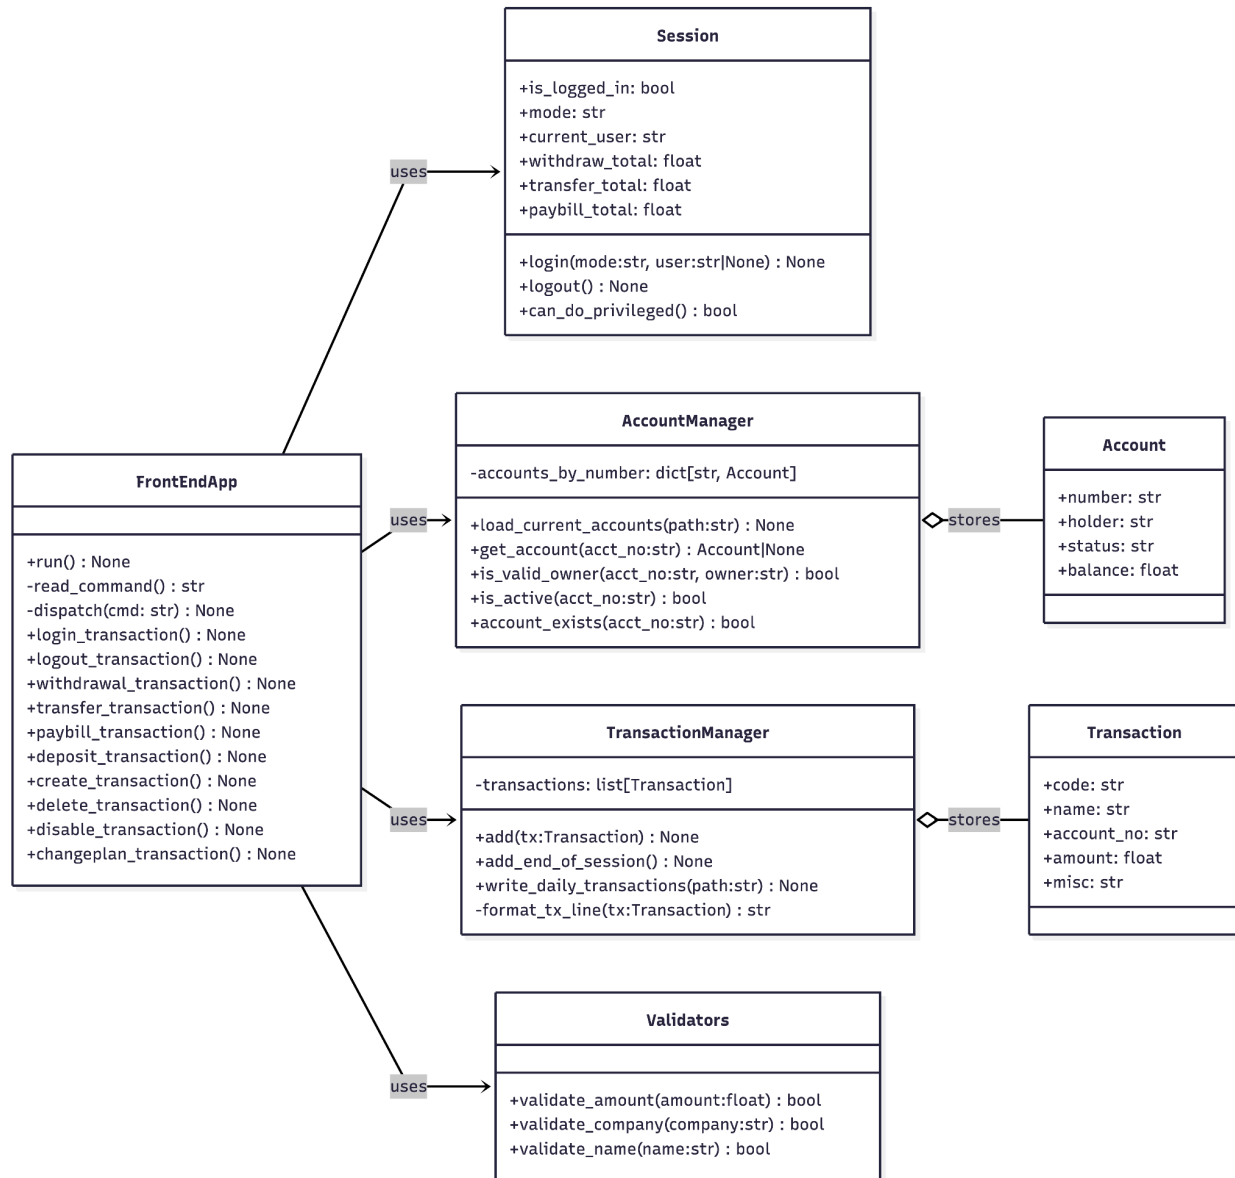 Session
+is_logged_in: bool
+mode: str
+current_user: str
+withdraw_total: float
+transfer_total: float
+paybill_total: float
+login(mode:str, user:str|None) : None
+logout() : None
+can_do_privileged() : bool
uses
AccountManager
-accounts_by_number: dict[str, Account]
+load_current_accounts(path:str) : None
+get_account(acct_no:str) : Account|None
+is_valid_owner(acct_no:str, owner:str) : bool
+is_active(acct_no:str) : bool
+account_exists(acct_no:str) : bool
stores
Account
+number: str
+holder: str
+status: str
+balance: float
FrontEndApp
+run() : None
-read_command() : str
-dispatch(cmd: str) : None
+login_transaction() : None
+logout_transaction() : None
+withdrawal_transaction() : None
+transfer_transaction() : None
+paybill_transaction() : None
+deposit_transaction() : None
+create_transaction() : None
+delete_transaction() : None
+disable_transaction() : None
+changeplan_transaction() : None
uses
uses
TransactionManager
-transactions: list[Transaction]
+add(tx:Transaction) : None
+add_end_of_session() : None
+write_daily_transactions(path:str) : None
-format_tx_line(tx:Transaction) : str
stores
Transaction
+code: str
+name: str
+account_no: str
+amount: float
+misc: str
uses
Validators
+validate_amount(amount:float) : bool
+validate_company(company:str) : bool
+validate_name(name:str) : bool